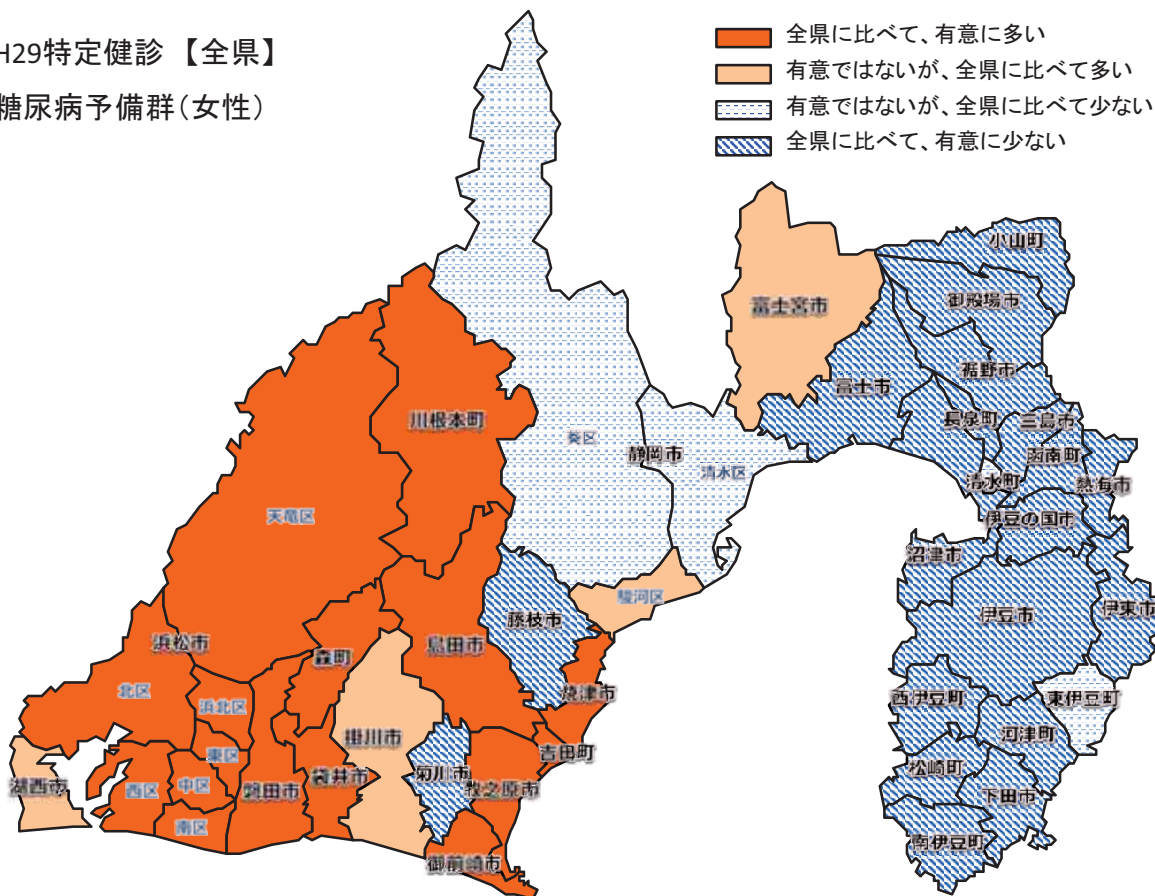 H29特定健診 【全県】
糖尿病予備群(女性)
全県に比べて、有意に多い
有意ではないが、全県に比べて多い
有意ではないが、全県に比べて少ない
全県に比べて、有意に少ない
小山町
御殿場市
富士宮市
裾野市
富士市
長泉町
三島市
川根本町
葵区
静岡市
函南町
清水区
清水町
熱海市
天竜区
伊豆の国市
沼津市
駿河区
伊豆市
伊東市
藤枝市
浜松市
島田市
森町
北区
焼津市
西伊豆町
東伊豆町
浜北区
河津町
掛川市
吉田町
東区
松崎町
湖西市
西区
中区
磐田市
袋井市
菊川市
牧之原市
下田市
南区
南伊豆町
御前崎市